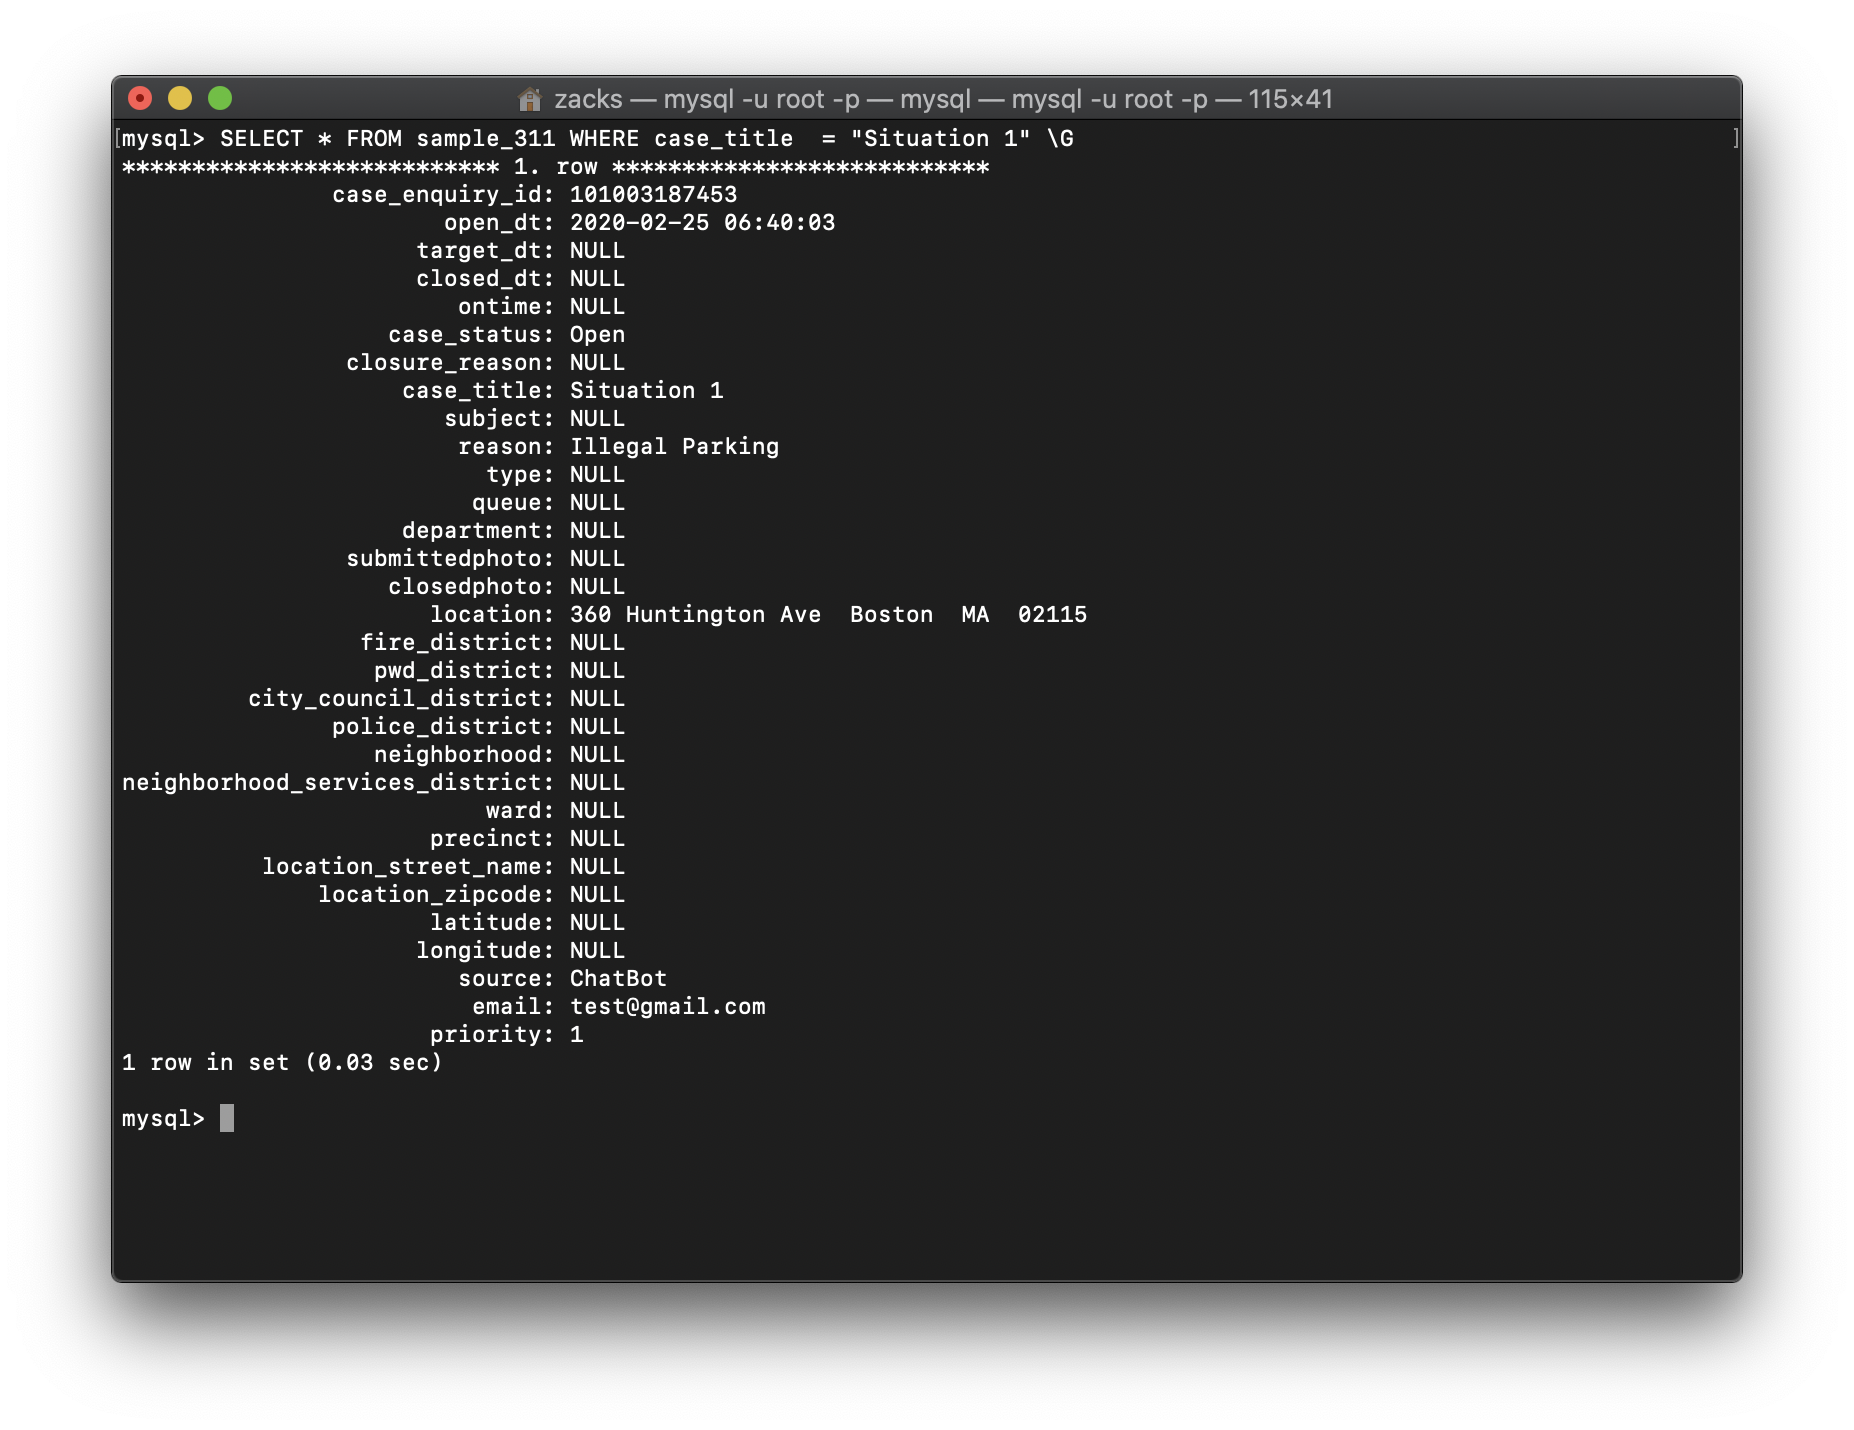 zacks — mysql -u root -p — mysql — mysql -u root -p — 115×41
[mysql> SELECT * FROM sample_311 WHERE case_title  = "Situation 1" \G ]
*************************** 1. row ***************************
              case_enquiry_id: 101003187453
                      open_dt: 2020-02-25 06:40:03
                    target_dt: NULL
                    closed_dt: NULL
                       ontime: NULL
                  case_status: Open
               closure_reason: NULL
                   case_title: Situation 1
                      subject: NULL
                       reason: Illegal Parking
                         type: NULL
                        queue: NULL
                   department: NULL
               submittedphoto: NULL
                  closedphoto: NULL
                     location: 360 Huntington Ave  Boston  MA  02115
                fire_district: NULL
                 pwd_district: NULL
        city_council_district: NULL
              police_district: NULL
                 neighborhood: NULL
neighborhood_services_district: NULL
                         ward: NULL
                     precinct: NULL
         location_street_name: NULL
             location_zipcode: NULL
                     latitude: NULL
                    longitude: NULL
                       source: ChatBot
                        email: test@gmail.com
                     priority: 1
1 row in set (0.03 sec)
mysql>